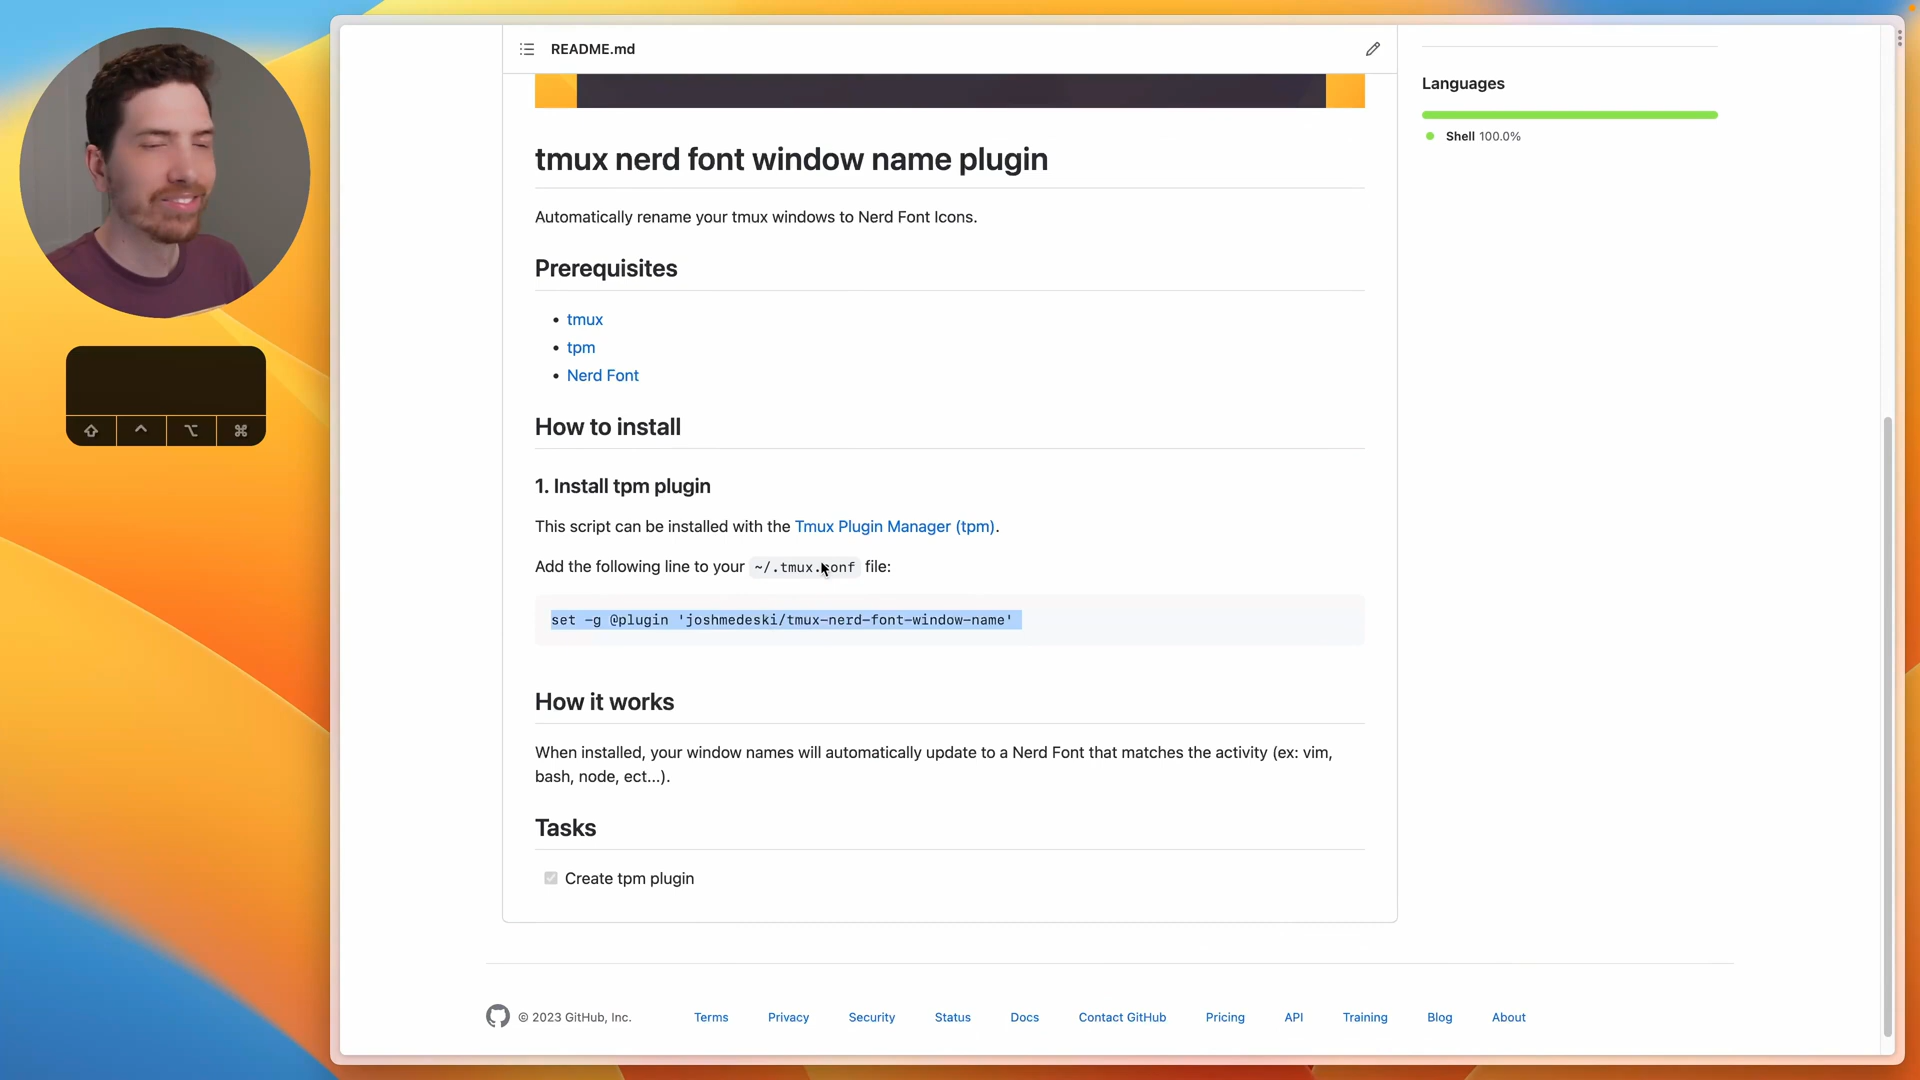 README.md
tmux nerd font window name plugin
Automatically rename your tmux windows to Nerd Font Icons.
Prerequisites
tmux
tpm
Nerd Font
How to install
1. Install tpm plugin
This script can be installed with the Tmux Plugin Manager (tpm).
Add the following line to your ~/.tmux.conf file:
set -g @plugin 'joshmedeski/tmux-nerd-font-window-name'
How it works
When installed, your window names will automatically update to a Nerd Font that matches the activity (ex: vim,
bash, node, ect...).
Tasks
Create tpm plugin
Languages
Shell 100.0%
© 2023 GitHub, Inc. Terms Privacy Security Status Docs Contact GitHub Pricing API Training Blog About